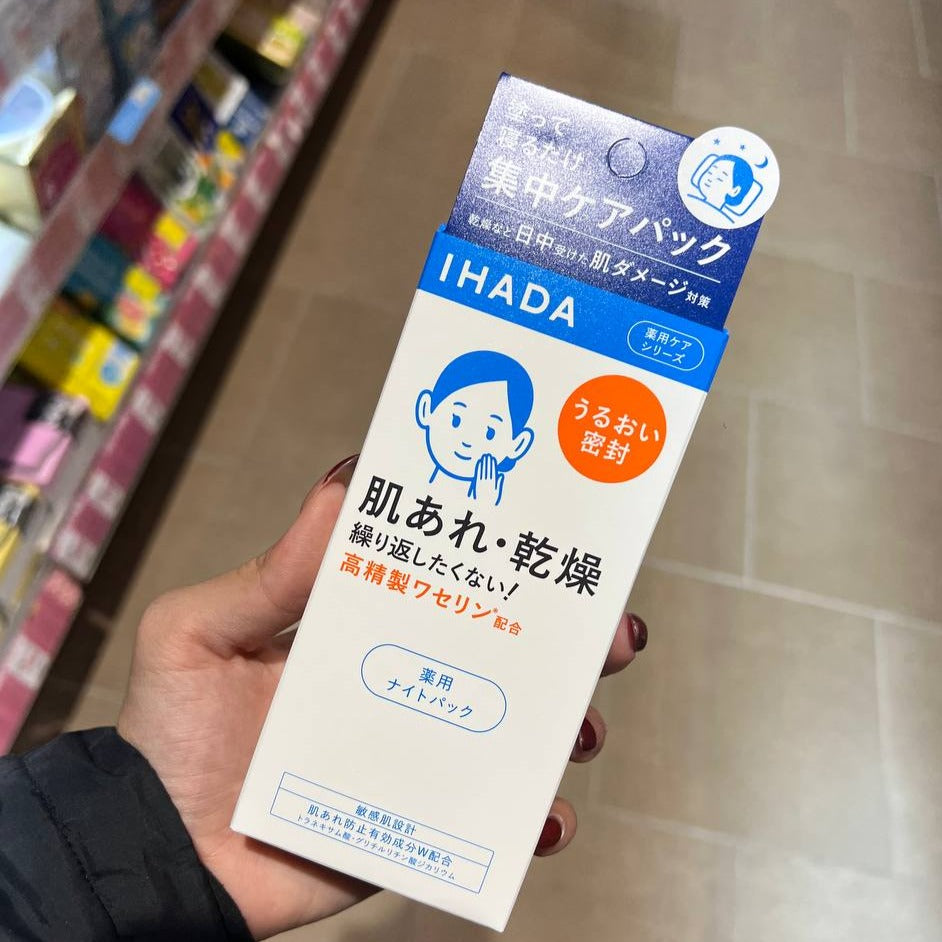 塗って
寝るだけ
集中ケアパック
乾燥など日中受けた肌ダメージ対策
IHADA
薬用ケア
シリーズ
うるおい
密封
肌あれ・乾燥
繰り返したくない!
高精製ワセリン*配合
薬用
ナイトパック
敏感肌設計
肌あれ防止有効成分W配合
トラネキサム酸・グリチルリチン酸ジカリウム